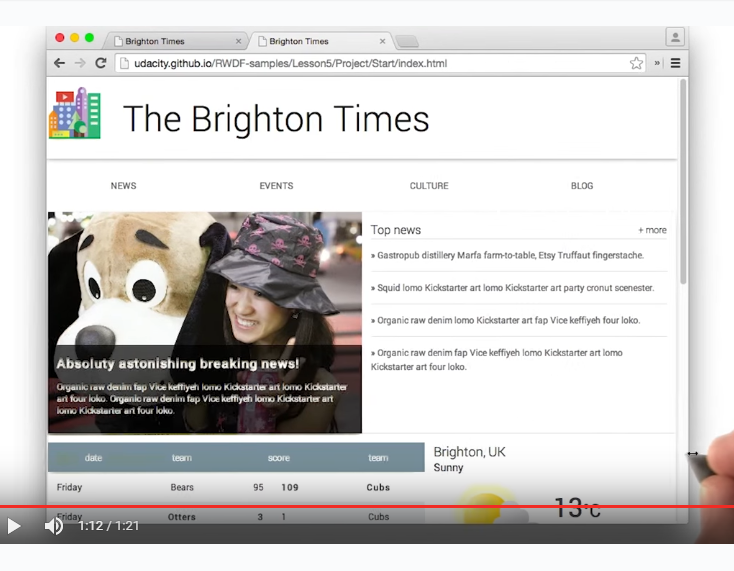 Brighton Times
Brighton Times
udacity.github.io/RWDF-samples/Lesson5/Project/Start/index.html
The Brighton Times
NEWS EVENTS CULTURE BLOG
Top news + more
» Gastropub distillery Marfa farm-to-table, Etsy Truffaut fingerstache.
» Squid lomo Kickstarter art lomo Kickstarter art party cronut scenester.
» Organic raw denim lomo Kickstarter art fap Vice keffiyeh four loko.
» Organic raw denim fap Vice keffiyeh lomo Kickstarter art lomo
Kickstarter art four loko.
Absoluty astonishing breaking news!
Organic raw denim fap Vice keffiyeh lomo Kickstarter art lomo Kickstarter
art four loko. Organic raw denim fap Vice keffiyeh lomo Kickstarter art
lomo Kickstarter art four loko.
date team score team
Friday Bears 95 109 Cubs
Friday Otters 3 1 Cubs
Brighton, UK
Sunny
13°C
1:12 / 1:21